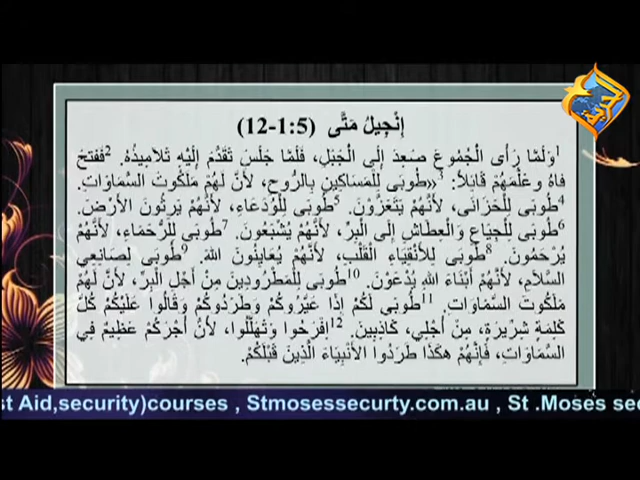 إِنْجِيلُ مَتَّى (5:1-12)
1وَلَمَّا رَأَى الْجُمُوعَ صَعِدَ إِلَى الْجَبَلِ، فَلَمَّا جَلَسَ تَقَدَّمَ إِلَيْهِ تَلاَمِيذُهُ. 2فَفَتَحَ
فَاهُ وعَلَّمَهُمْ قَائِلاً: 3«طُوبَى لِلْمَسَاكِينِ بِالرُّوحِ، لأَنَّ لَهُمْ مَلَكُوتَ السَّمَاوَاتِ.
4طُوبَى لِلْحَزَانَى، لأَنَّهُمْ يَتَعَزَّوْنَ. 5طُوبَى لِلْوُدَعَاءِ، لأَنَّهُمْ يَرِثُونَ الأَرْضَ.
6طُوبَى لِلْجِيَاعِ وَالْعِطَاشِ إِلَى الْبِرِّ، لأَنَّهُمْ يُشْبَعُونَ. 7طُوبَى لِلرُّحَمَاءِ، لأَنَّهُمْ
يُرْحَمُونَ. 8طُوبَى لِلأَنْقِيَاءِ الْقَلْبِ، لأَنَّهُمْ يُعَايِنُونَ اللهَ. 9طُوبَى لِصَانِعِي
السَّلاَمِ، لأَنَّهُمْ أَبْنَاءَ اللهِ يُدْعَوْنَ. 10طُوبَى لِلْمَطْرُودِينَ مِنْ أَجْلِ الْبِرِّ، لأَنَّ لَهُمْ
مَلَكُوتَ السَّمَاوَاتِ. 11طُوبَى لَكُمْ إِذَا عَيَّرُوكُمْ وَطَرَدُوكُمْ وَقَالُوا عَلَيْكُمْ كُلَّ
كَلِمَةٍ شِرِّيرَةٍ، مِنْ أَجْلِي، كَاذِبِينَ. 12اِفْرَحُوا وَتَهَلَّلُوا، لأَنَّ أَجْرَكُمْ عَظِيمٌ فِي
السَّمَاوَاتِ، فَإِنَّهُمْ هكَذَا طَرَدُوا الأَنْبِيَاءَ الَّذِينَ قَبْلَكُمْ.
st Aid,security)courses , Stmosessecurty.com.au , St .Moses se